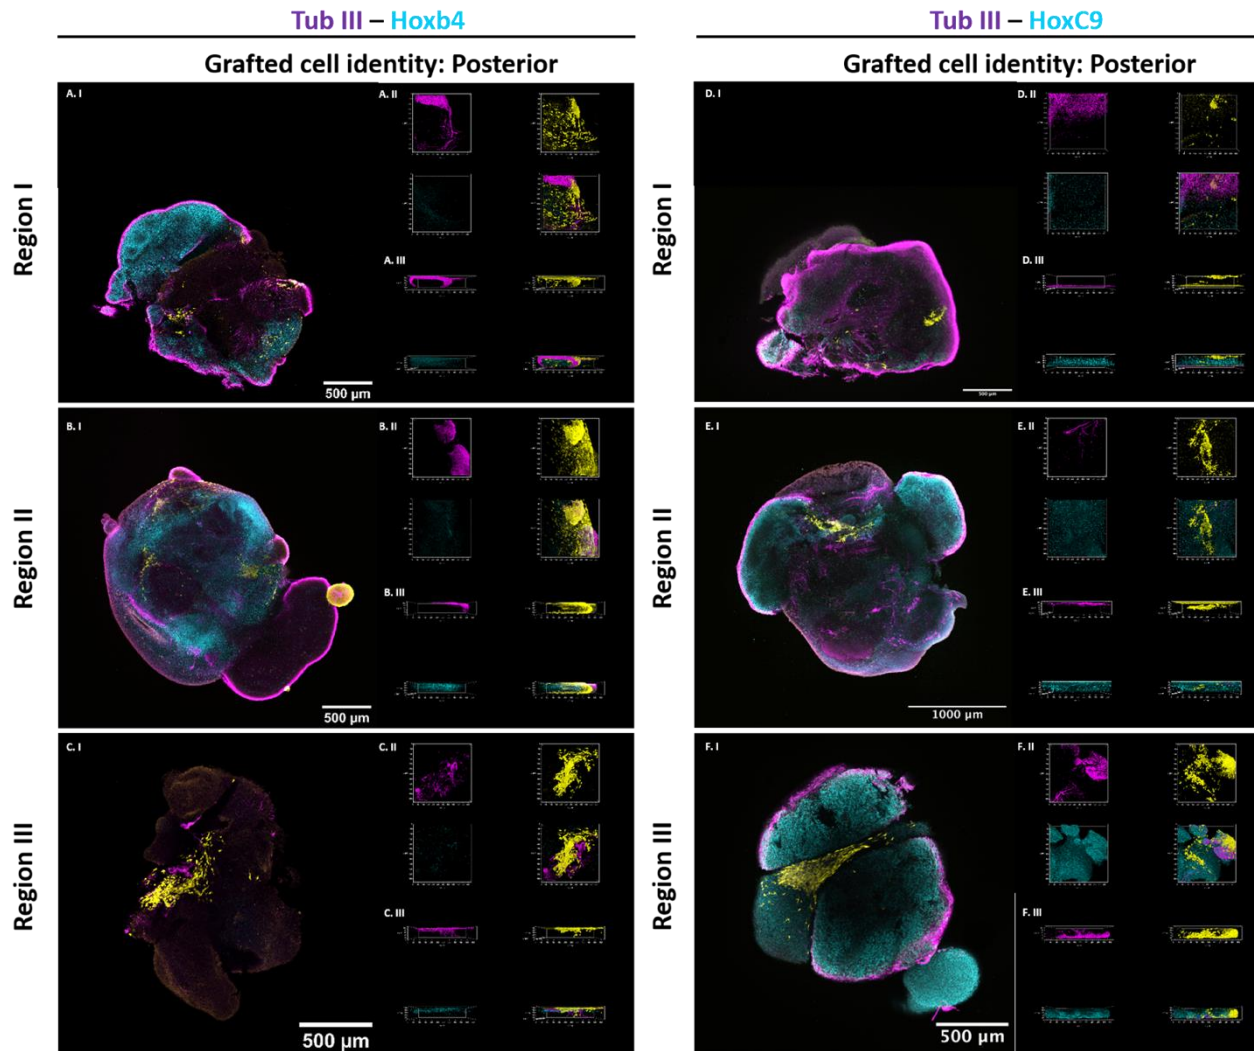 Tub III – Hoxb4
Tub III – HoxC9
Grafted cell identity: Posterior
Grafted cell identity: Posterior
Region I
A. I
A. II
A. III
500 µm
Region I
D. I
D. II
D. III
500 µm
Region II
B. I
B. II
B. III
500 µm
Region II
E. I
E. II
E. III
1000 µm
Region III
C. I
C. II
C. III
500 µm
Region III
F. I
F. II
F. III
500 µm